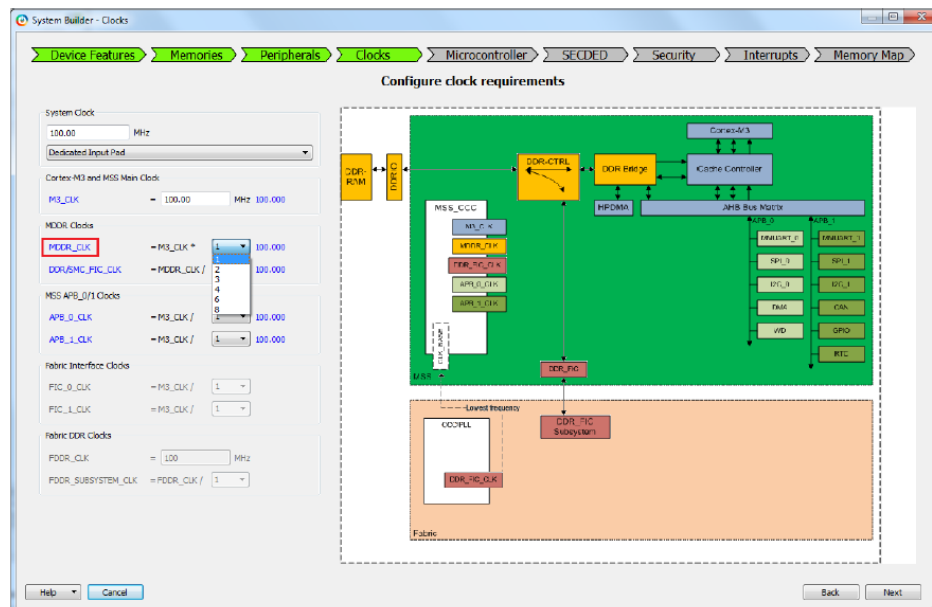 System Builder - Clocks
Device Features
Memories
Peripherals
Clocks
Microcontroller
SECDED
Security
Interrupts
Memory Map
Configure clock requirements
System Clock
100.00 MHz
Dedicated Input Pad
Cortex-M3 and MSS Main Clock
M3_CLK = 100.00 MHz 100.000
MDDR Clocks
MDDR_CLK = M3_CLK * 1 100.000
1
2
3
4
6
8
DDR/SMC_FIC_CLK = MDDR_CLK / 100.000
MSS APB_0/1 Clocks
APB_0_CLK = M3_CLK / 1 100.000
APB_1_CLK = M3_CLK / 1 100.000
Fabric Interface Clocks
FIC_0_CLK = M3_CLK / 1
FIC_1_CLK = M3_CLK / 1
Fabric DDR Clocks
FDDR_CLK = 100 MHz
FDDR_SUBSYSTEM_CLK = FDDR_CLK / 1
DDR-
RAM
DDRIO
DDR-CTRL
DDR Bridge
Cortex-M3
Cache Controller
HPDMA
AHB Bus Matrix
MSS_CCC
M3_CLK
MDDR_CLK
DDR_FIC_CLK
APB_0_CLK
APB_1_CLK
CLK_BASE
MSS
APB_0
MMUART_0
SPI_0
I2C_0
DMA
WD
APB_1
MMUART_1
SPI_1
I2C_1
CAN
GPIO
RTC
DDR_FIC
Lowest frequency
CCC/PLL
DDR_FIC
Subsystem
DDR_FIC_CLK
Fabric
Help
Cancel
Back
Next